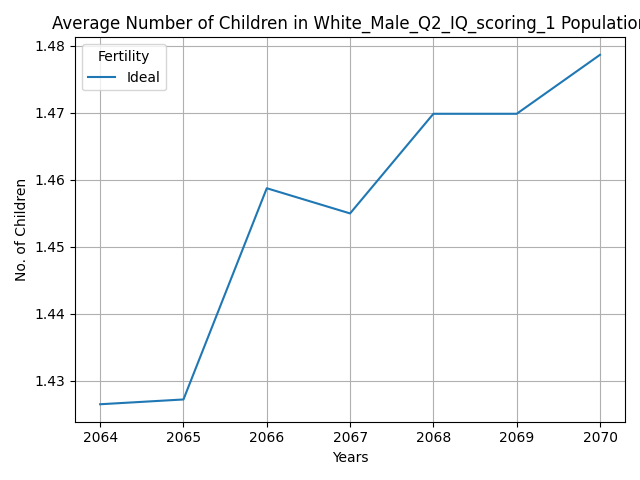 Average Number of Children in White_Male_Q2_IQ_scoring_1 Population
Fertility
Ideal
1.48
1.47
1.46
1.45
1.44
1.43
No. of Children
2064 2065 2066 2067 2068 2069 2070
Years